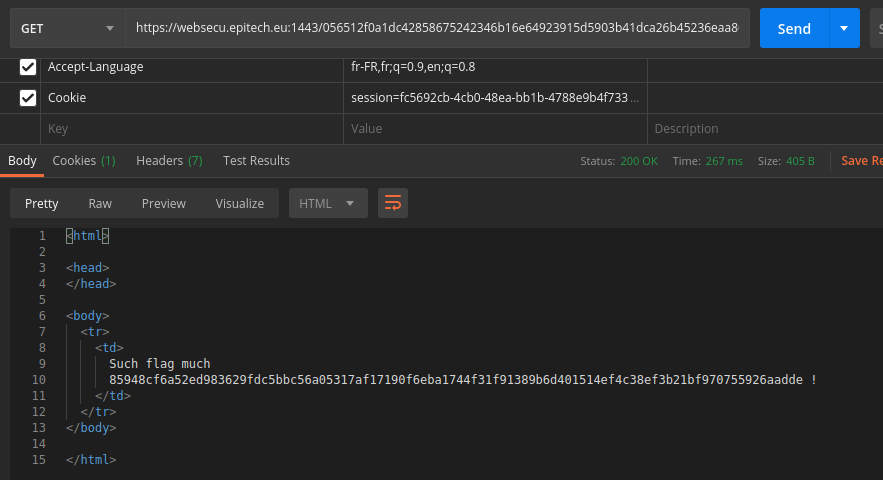 GET https://websecu.epitech.eu:1443/056512f0a1dc42858675242346b16e64923915d5903b41dca26b45236eaa8 Send S
Accept-Language fr-FR,fr;q=0.9,en;q=0.8
Cookie session=fc5692cb-4cb0-48ea-bb1b-4788e9b4f733 ...
Key Value Description
Body Cookies (1) Headers (7) Test Results Status: 200 OK Time: 267 ms Size: 405 B Save Re
Pretty Raw Preview Visualize HTML
1 <html>
2
3 <head>
4 </head>
5
6 <body>
7 <tr>
8 <td>
9 Such flag much
10 85948cf6a52ed983629fdc5bbc56a05317af17190f6eba1744f31f91389b6d401514ef4c38ef3b21bf970755926aadde !
11 </td>
12 </tr>
13 </body>
14
15 </html>